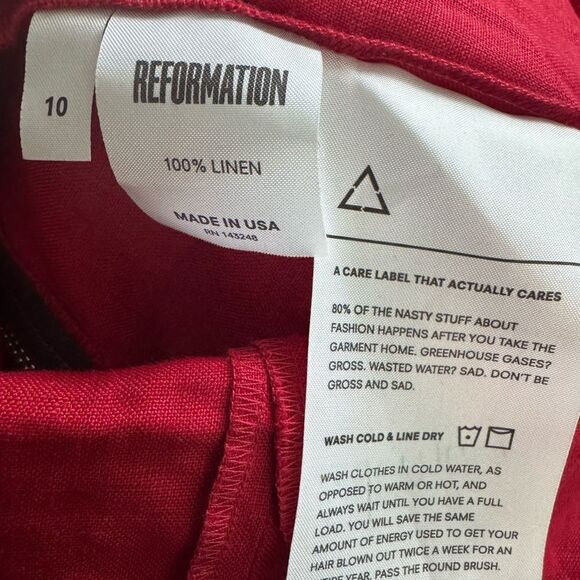 10
REFORMATION
100% LINEN
MADE IN USA
RN 143248
A CARE LABEL THAT ACTUALLY CARES
80% OF THE NASTY STUFF ABOUT
FASHION HAPPENS AFTER YOU TAKE THE
GARMENT HOME. GREENHOUSE GASES?
GROSS. WASTED WATER? SAD. DON'T BE
GROSS AND SAD.
WASH COLD & LINE DRY
WASH CLOTHES IN COLD WATER, AS
OPPOSED TO WARM OR HOT, AND
ALWAYS WAIT UNTIL YOU HAVE A FULL
LOAD. YOU WILL SAVE THE SAME
AMOUNT OF ENERGY USED TO GET YOUR
HAIR BLOWN OUT TWICE A WEEK FOR AN
YEAR. PASS THE ROUND BRUSH.